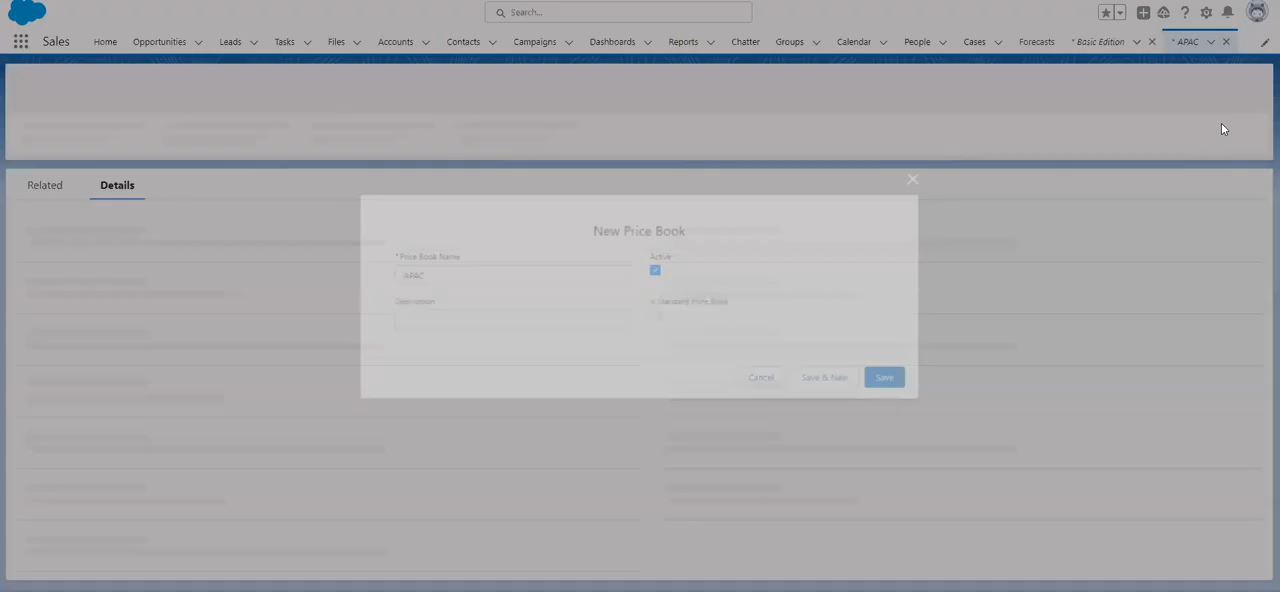 Search...
Sales Home Opportunities Leads Tasks Files Accounts Contacts Campaigns Dashboards Reports Chatter Groups Calendar People Cases Forecasts * Basic Edition * APAC
Related Details
New Price Book
* Price Book Name Active
APAC
Description Is Standard Price Book
Cancel Save & New Save